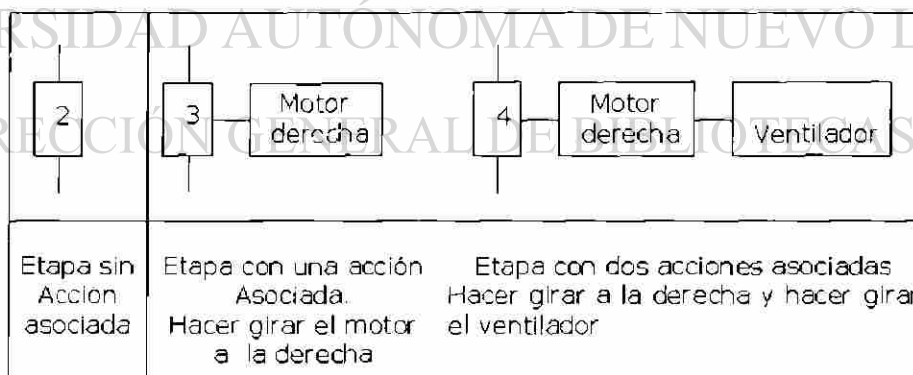 RSIDAD AUTÓNOMA DE NUEVO L
2
3
Motor
derecha
4
Motor
derecha
Ventilador
RECCIÓN GENERAL DE BIBLIOTECAS
Etapa sin
Accion
asociada
Etapa con una acción
Asociada.
Hacer girar el motor
a la derecha
Etapa con dos acciones asociadas
Hacer girar a la derecha y hacer girar
el ventilador